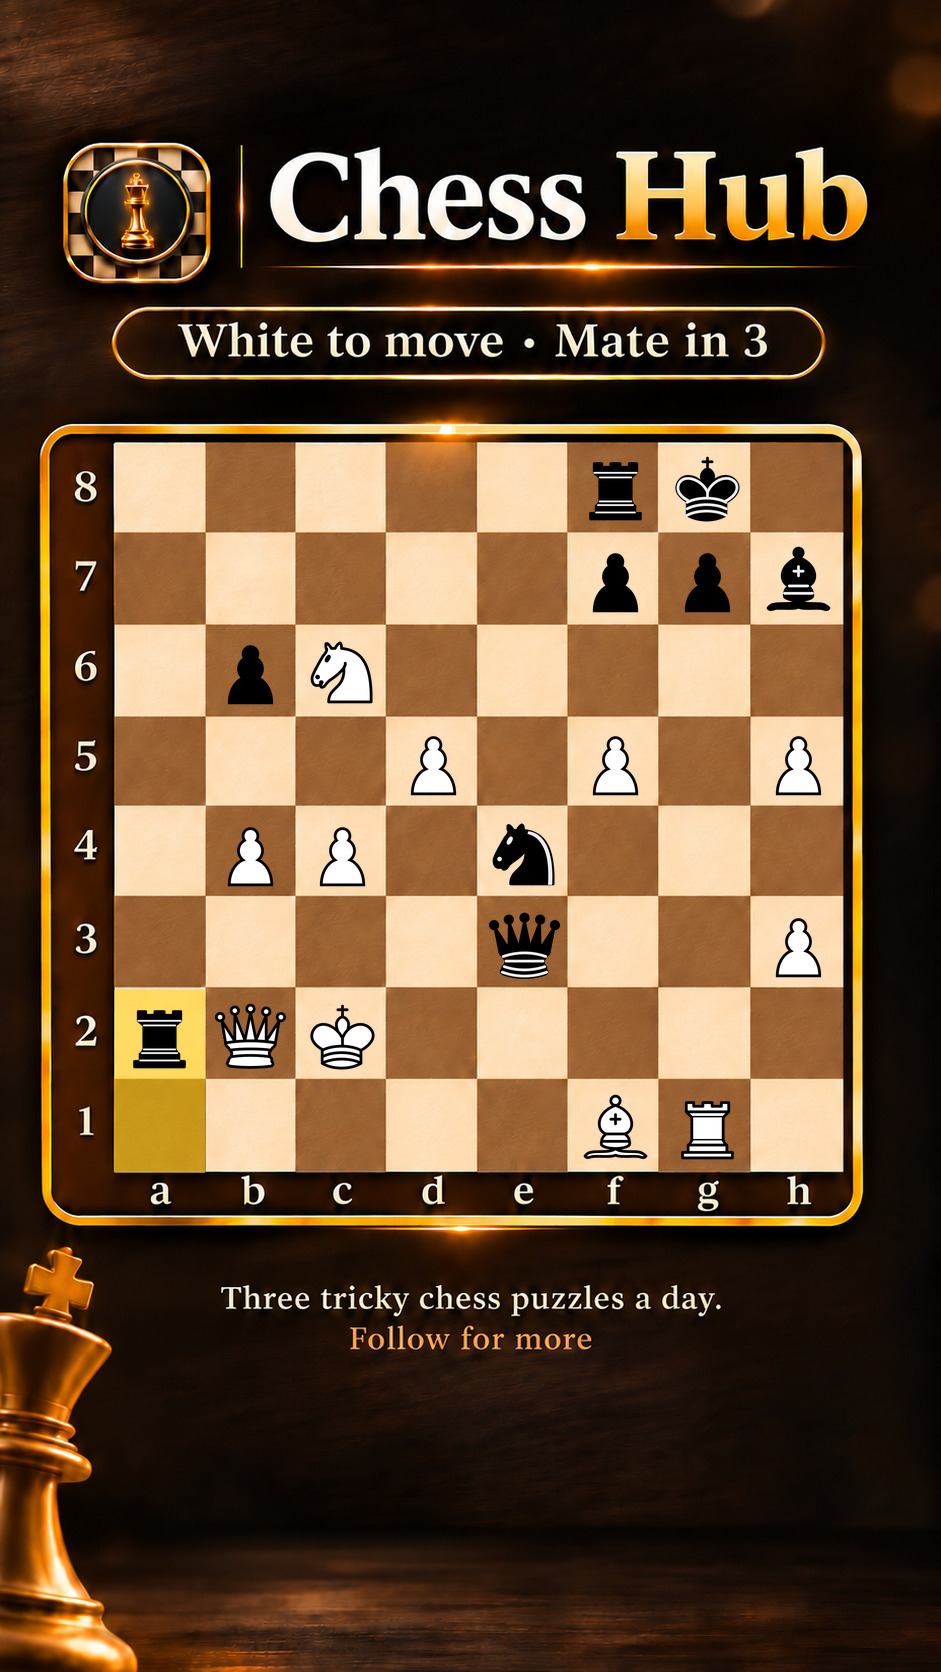 Chess Hub
White to move • Mate in 3
8
7
6
5
4
3
2
1
a b c d e f g h
Three tricky chess puzzles a day.
Follow for more